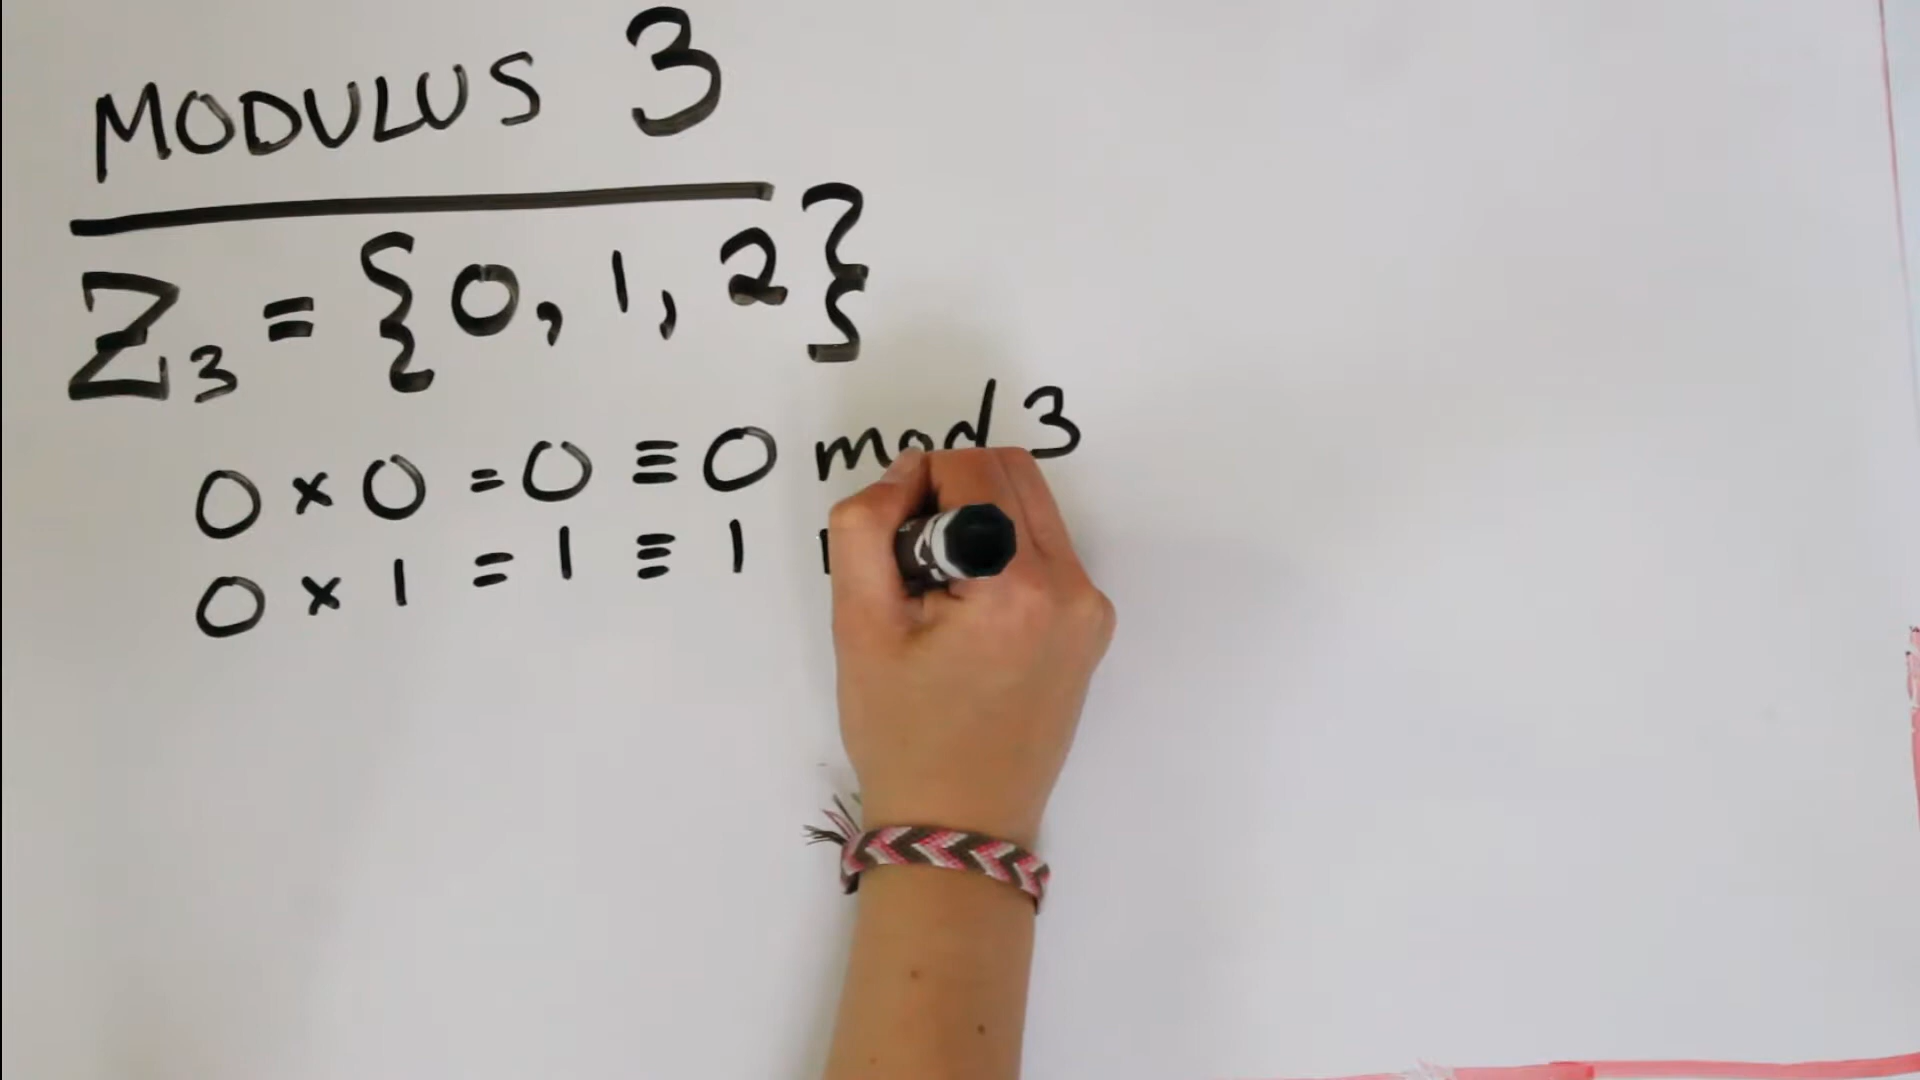 MODULUS 3
Z₃ = {0, 1, 2}
0 × 0 = 0 ≡ 0 mod 3
0 × 1 = 1 ≡ 1